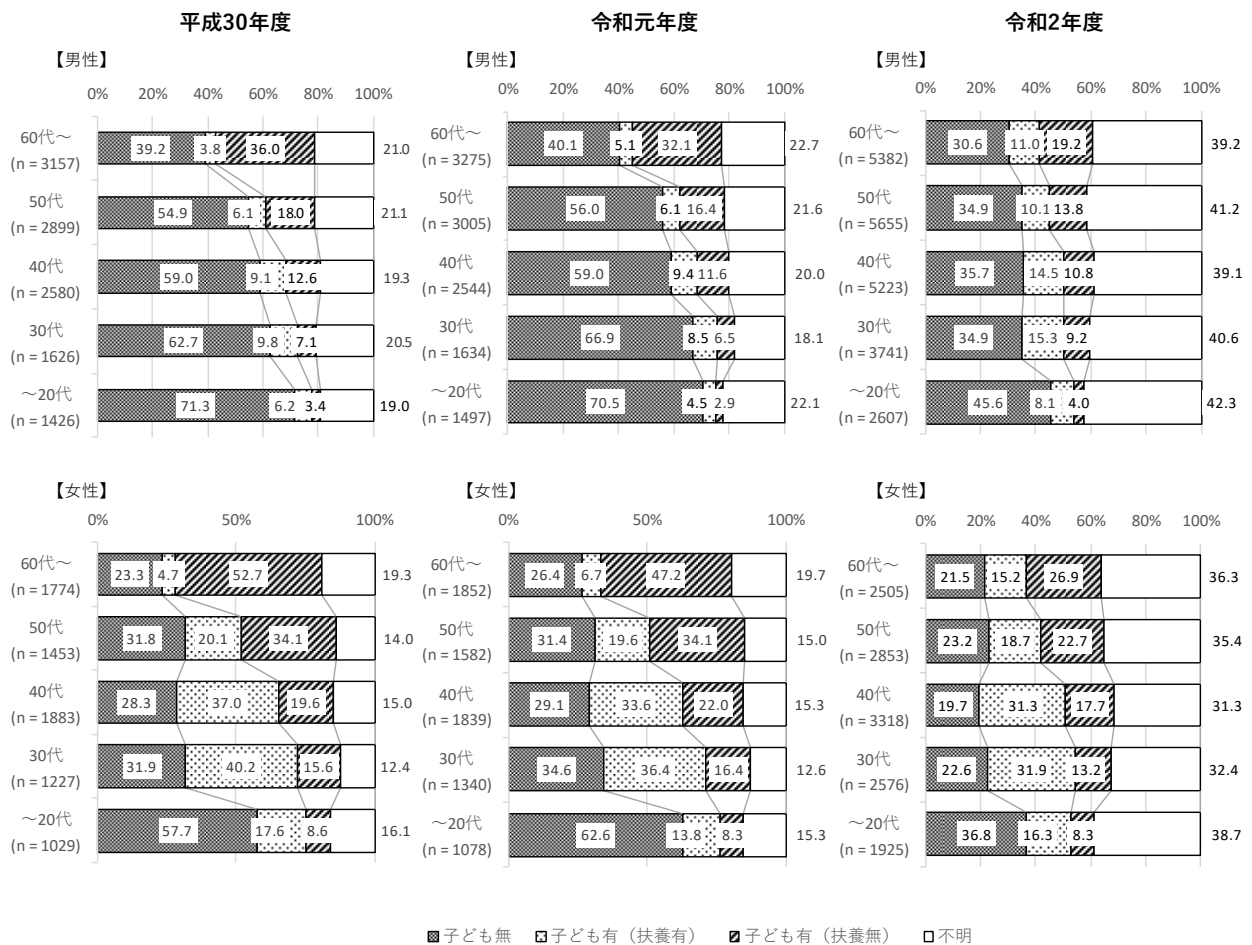 平成30年度
令和元年度
令和2年度
【男性】
0% 20% 40% 60% 80% 100%
60代～ 39.2 3.8 36.0 21.0
(n = 3157)
50代 54.9 6.1 18.0 21.1
(n = 2899)
40代 59.0 9.1 12.6 19.3
(n = 2580)
30代 62.7 9.8 7.1 20.5
(n = 1626)
～20代 71.3 6.2 3.4 19.0
(n = 1426)
【男性】
0% 20% 40% 60% 80% 100%
60代～ 40.1 5.1 32.1 22.7
(n = 3275)
50代 56.0 6.1 16.4 21.6
(n = 3005)
40代 59.0 9.4 11.6 20.0
(n = 2544)
30代 66.9 8.5 6.5 18.1
(n = 1634)
～20代 70.5 4.5 2.9 22.1
(n = 1497)
【男性】
0% 20% 40% 60% 80% 100%
60代～ 30.6 11.0 19.2 39.2
(n = 5382)
50代 34.9 10.1 13.8 41.2
(n = 5655)
40代 35.7 14.5 10.8 39.1
(n = 5223)
30代 34.9 15.3 9.2 40.6
(n = 3741)
～20代 45.6 8.1 4.0 42.3
(n = 2607)
【女性】
0% 50% 100%
60代～ 23.3 4.7 52.7 19.3
(n = 1774)
50代 31.8 20.1 34.1 14.0
(n = 1453)
40代 28.3 37.0 19.6 15.0
(n = 1883)
30代 31.9 40.2 15.6 12.4
(n = 1227)
～20代 57.7 17.6 8.6 16.1
(n = 1029)
【女性】
0% 50% 100%
60代～ 26.4 6.7 47.2 19.7
(n = 1852)
50代 31.4 19.6 34.1 15.0
(n = 1582)
40代 29.1 33.6 22.0 15.3
(n = 1839)
30代 34.6 36.4 16.4 12.6
(n = 1340)
～20代 62.6 13.8 8.3 15.3
(n = 1078)
【女性】
0% 20% 40% 60% 80% 100%
60代～ 21.5 15.2 26.9 36.3
(n = 2505)
50代 23.2 18.7 22.7 35.4
(n = 2853)
40代 19.7 31.3 17.7 31.3
(n = 3318)
30代 22.6 31.9 13.2 32.4
(n = 2576)
～20代 36.8 16.3 8.3 38.7
(n = 1925)
子ども無 子ども有（扶養有） 子ども有（扶養無） 不明